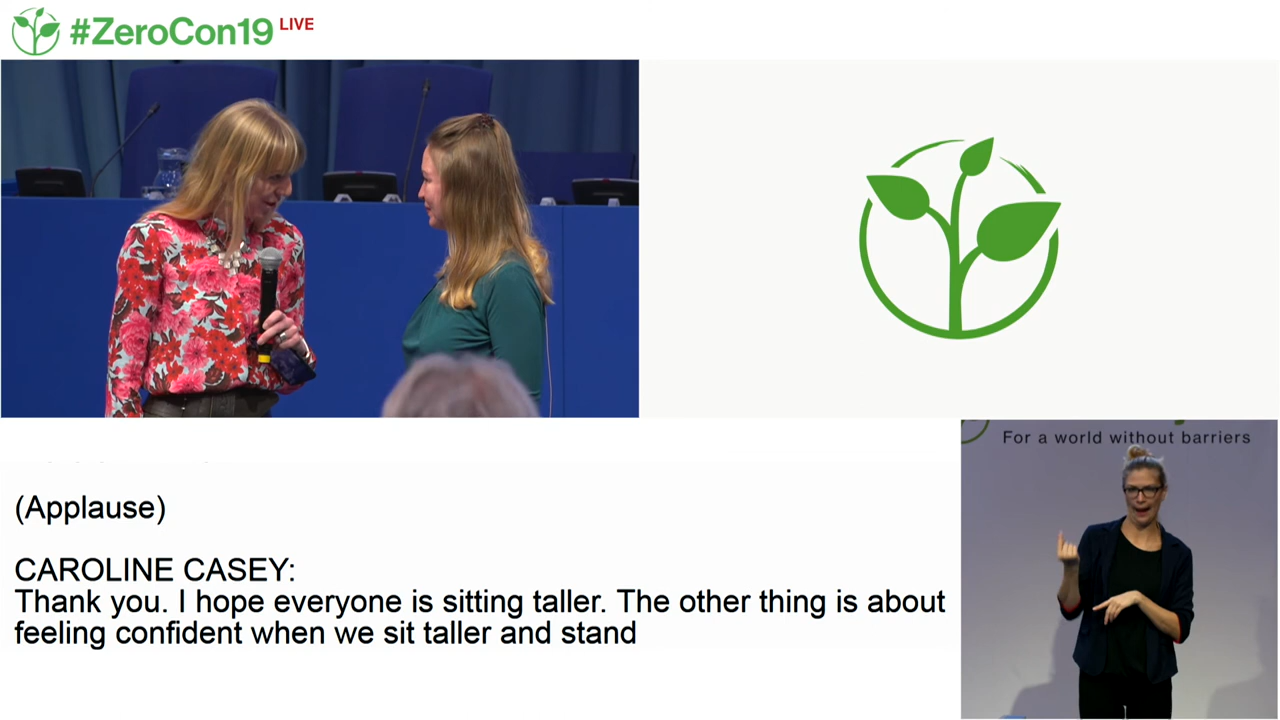 #ZeroCon19 LIVE
For a world without barriers
(Applause)
CAROLINE CASEY:
Thank you. I hope everyone is sitting taller. The other thing is about
feeling confident when we sit taller and stand